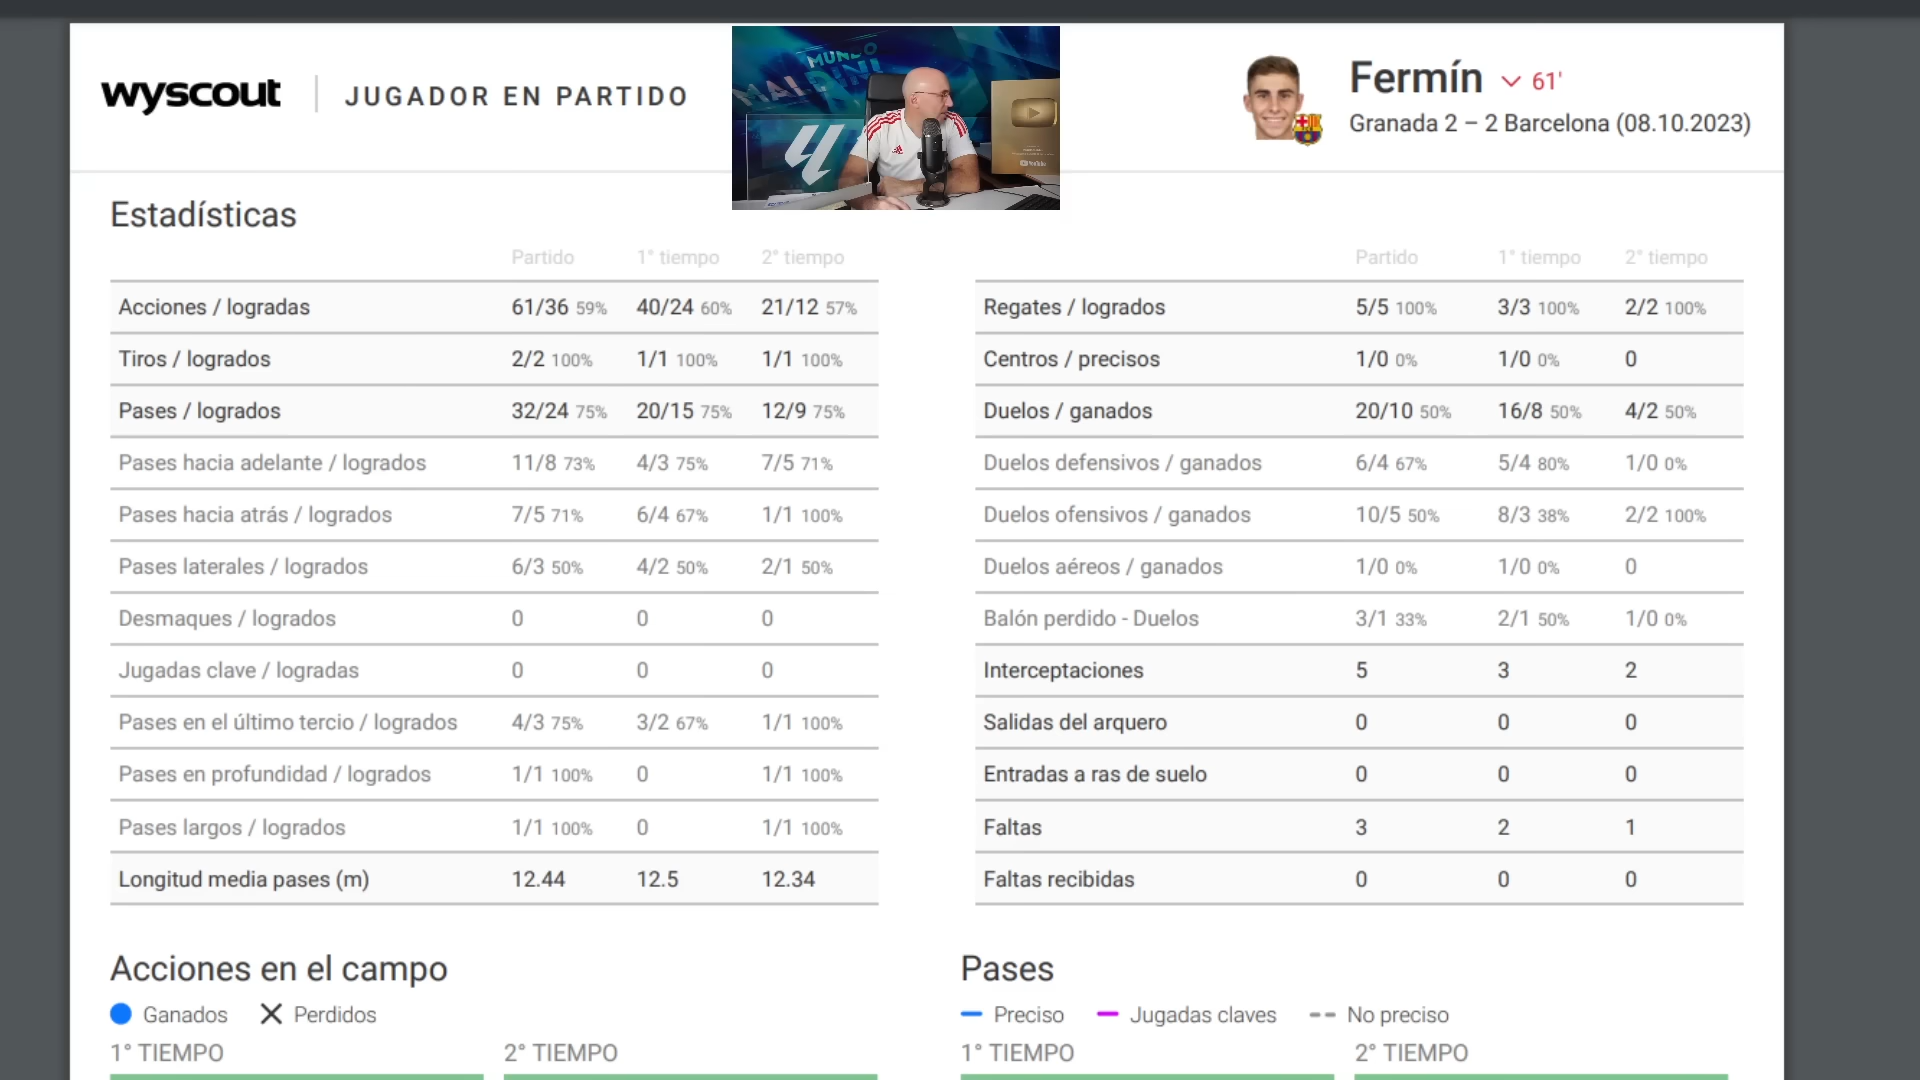 wyscout | JUGADOR EN PARTIDO
MUNDO
MALDINI
YouTube
Fermín 61'
Granada 2 – 2 Barcelona (08.10.2023)
Estadísticas
Partido 1° tiempo 2° tiempo
Acciones / logradas 61/36 59% 40/24 60% 21/12 57%
Tiros / logrados 2/2 100% 1/1 100% 1/1 100%
Pases / logrados 32/24 75% 20/15 75% 12/9 75%
Pases hacia adelante / logrados 11/8 73% 4/3 75% 7/5 71%
Pases hacia atrás / logrados 7/5 71% 6/4 67% 1/1 100%
Pases laterales / logrados 6/3 50% 4/2 50% 2/1 50%
Desmaques / logrados 0 0 0
Jugadas clave / logradas 0 0 0
Pases en el último tercio / logrados 4/3 75% 3/2 67% 1/1 100%
Pases en profundidad / logrados 1/1 100% 0 1/1 100%
Pases largos / logrados 1/1 100% 0 1/1 100%
Longitud media pases (m) 12.44 12.5 12.34
Partido 1° tiempo 2° tiempo
Regates / logrados 5/5 100% 3/3 100% 2/2 100%
Centros / precisos 1/0 0% 1/0 0% 0
Duelos / ganados 20/10 50% 16/8 50% 4/2 50%
Duelos defensivos / ganados 6/4 67% 5/4 80% 1/0 0%
Duelos ofensivos / ganados 10/5 50% 8/3 38% 2/2 100%
Duelos aéreos / ganados 1/0 0% 1/0 0% 0
Balón perdido - Duelos 3/1 33% 2/1 50% 1/0 0%
Interceptaciones 5 3 2
Salidas del arquero 0 0 0
Entradas a ras de suelo 0 0 0
Faltas 3 2 1
Faltas recibidas 0 0 0
Acciones en el campo
Ganados Perdidos
1° TIEMPO 2° TIEMPO
Pases
Preciso Jugadas claves No preciso
1° TIEMPO 2° TIEMPO